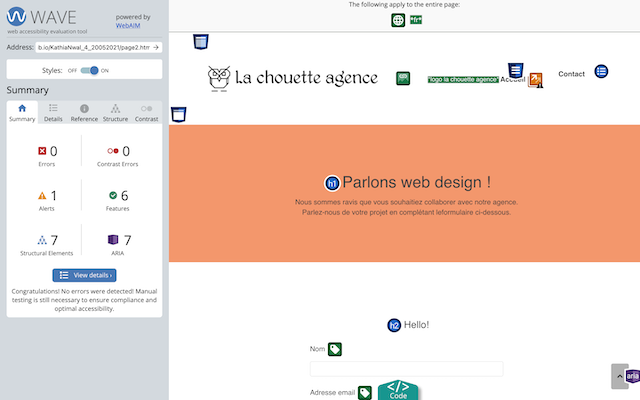 The following apply to the entire page:
"fr"
WAVE
web accessibility evaluation tool
powered by
WebAIM
Address:
b.io/KathiaNwal_4_20052021/page2.htm
Styles: OFF ON
Summary
Summary Details Reference Structure Contrast
0
Errors
0
Contrast Errors
1
Alerts
6
Features
7
Structural Elements
7
ARIA
View details ›
Congratulations! No errors were detected! Manual
testing is still necessary to ensure compliance and
optimal accessibility.
La chouette agence
"logo la chouette agence"
Accueil
Contact
h1 Parlons web design !
Nous sommes ravis que vous souhaitiez collaborer avec notre agence.
Parlez-nous de votre projet en complétant leformulaire ci-dessous.
h2 Hello!
Nom
Adresse email
</> Code
aria